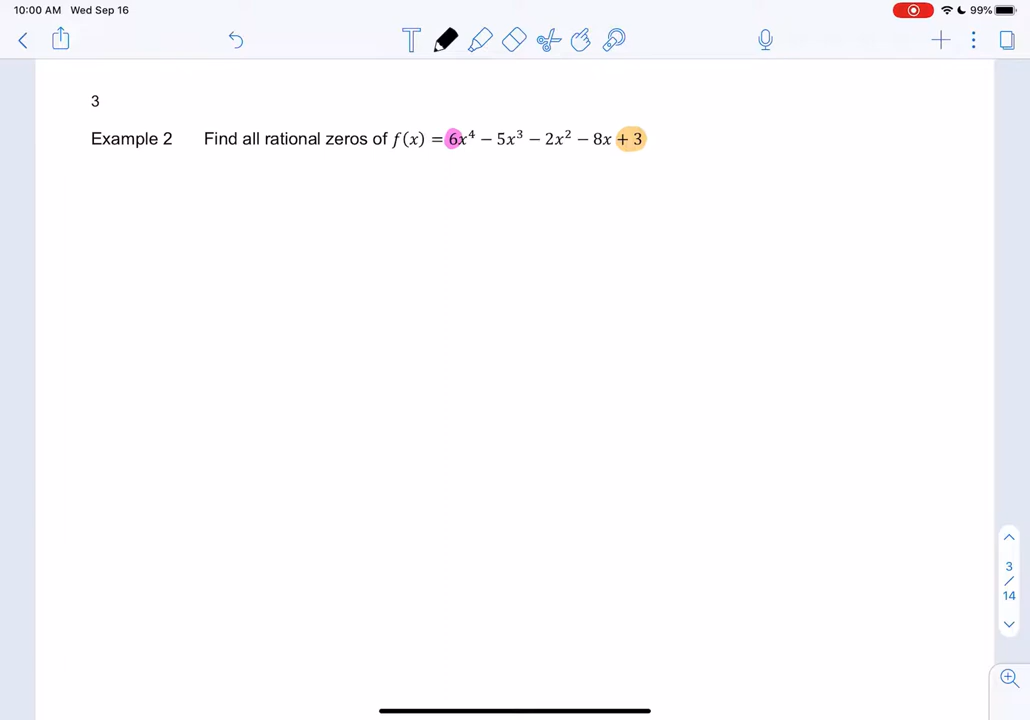 10:00 AM Wed Sep 16 99%
T
3
Example 2 Find all rational zeros of f(x) = 6x⁴ − 5x³ − 2x² − 8x + 3
3
/
14